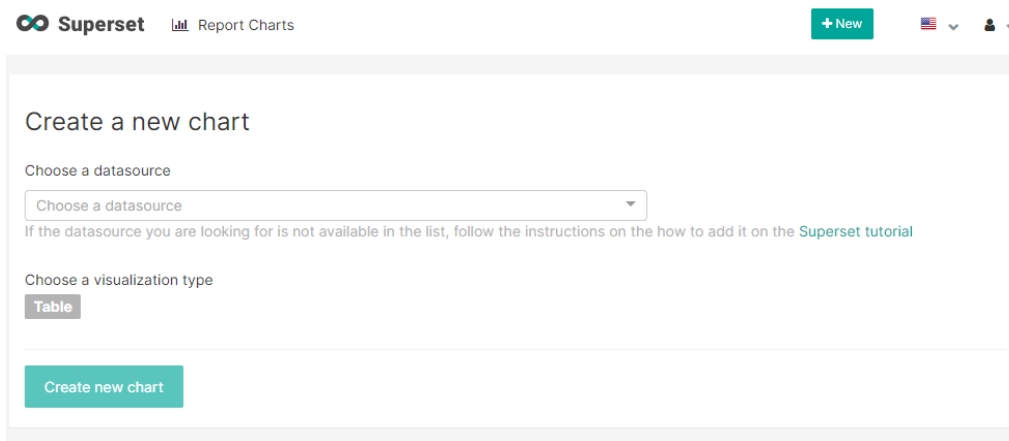 Superset Report Charts + New
Create a new chart
Choose a datasource
Choose a datasource
If the datasource you are looking for is not available in the list, follow the instructions on the how to add it on the Superset tutorial
Choose a visualization type
Table
Create new chart